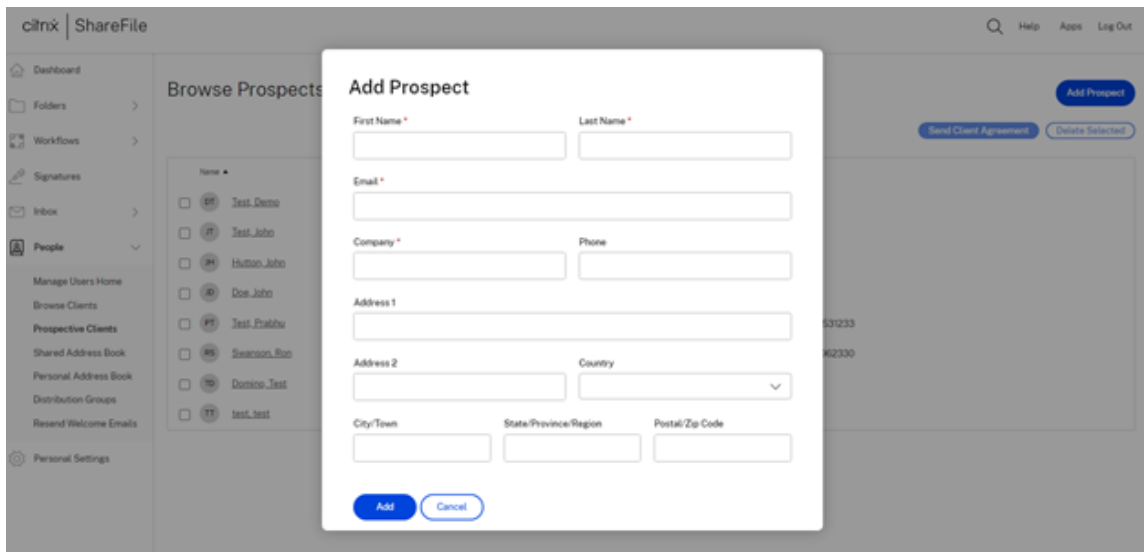 citrix | ShareFile
Help Apps Log Out
Dashboard
Folders
Workflows
Signatures
Inbox
People
Manage Users Home
Browse Clients
Prospective Clients
Shared Address Book
Personal Address Book
Distribution Groups
Resend Welcome Emails
Personal Settings
Browse Prospects
Add Prospect
Send Client Agreement Delete Selected
Name
DT Test, Demo
JT Test, John
JH Hutton, John
JD Doe, John
PT Test, Prabhu
531233
RS Swanson, Ron
62330
TD Domino, Test
TT test, test
Add Prospect
First Name * Last Name *
Email *
Company * Phone
Address 1
Address 2 Country
City/Town State/Province/Region Postal/Zip Code
Add Cancel